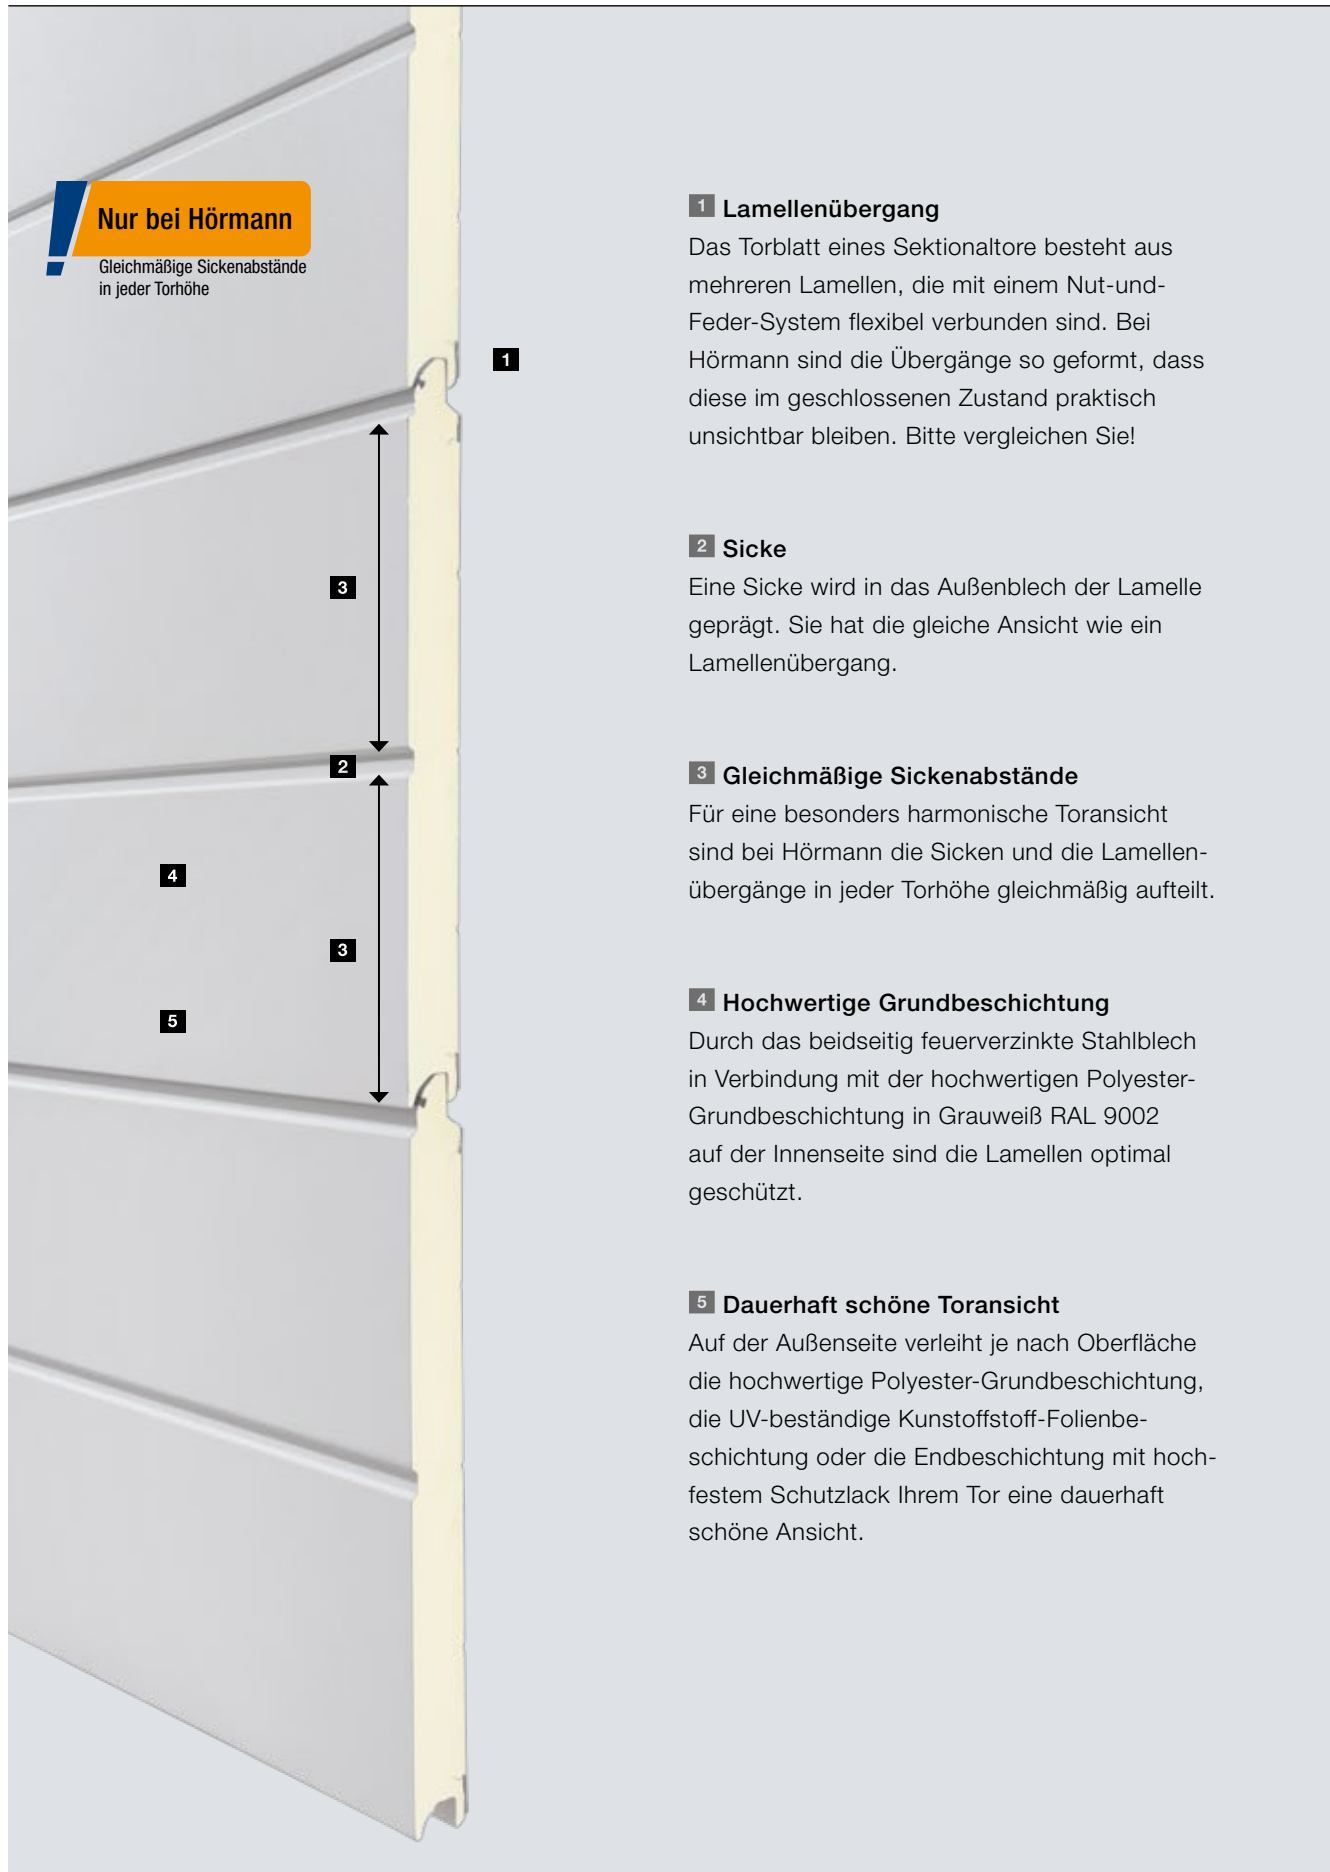 Nur bei Hörmann
Gleichmäßige Sickenabstände
in jeder Torhöhe
1
3
2
4
3
5
1 Lamellenübergang
Das Torblatt eines Sektionaltore besteht aus
mehreren Lamellen, die mit einem Nut-und-
Feder-System flexibel verbunden sind. Bei
Hörmann sind die Übergänge so geformt, dass
diese im geschlossenen Zustand praktisch
unsichtbar bleiben. Bitte vergleichen Sie!
2 Sicke
Eine Sicke wird in das Außenblech der Lamelle
geprägt. Sie hat die gleiche Ansicht wie ein
Lamellenübergang.
3 Gleichmäßige Sickenabstände
Für eine besonders harmonische Toransicht
sind bei Hörmann die Sicken und die Lamellen-
übergänge in jeder Torhöhe gleichmäßig aufteilt.
4 Hochwertige Grundbeschichtung
Durch das beidseitig feuerverzinkte Stahlblech
in Verbindung mit der hochwertigen Polyester-
Grundbeschichtung in Grauweiß RAL 9002
auf der Innenseite sind die Lamellen optimal
geschützt.
5 Dauerhaft schöne Toransicht
Auf der Außenseite verleiht je nach Oberfläche
die hochwertige Polyester-Grundbeschichtung,
die UV-beständige Kunstoffstoff-Folienbe-
schichtung oder die Endbeschichtung mit hoch-
festem Schutzlack Ihrem Tor eine dauerhaft
schöne Ansicht.